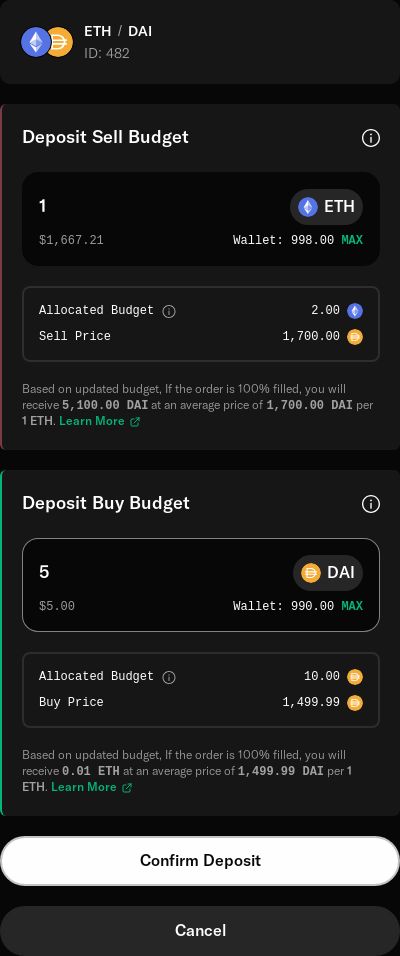 ETH / DAI
ID: 482
Deposit Sell Budget
1
ETH
$1,667.21
Wallet: 998.00 MAX
Allocated Budget
2.00
Sell Price
1,700.00
Based on updated budget, If the order is 100% filled, you will
receive 5,100.00 DAI at an average price of 1,700.00 DAI per
1 ETH. Learn More
Deposit Buy Budget
5
DAI
$5.00
Wallet: 990.00 MAX
Allocated Budget
10.00
Buy Price
1,499.99
Based on updated budget, If the order is 100% filled, you will
receive 0.01 ETH at an average price of 1,499.99 DAI per 1
ETH. Learn More
Confirm Deposit
Cancel